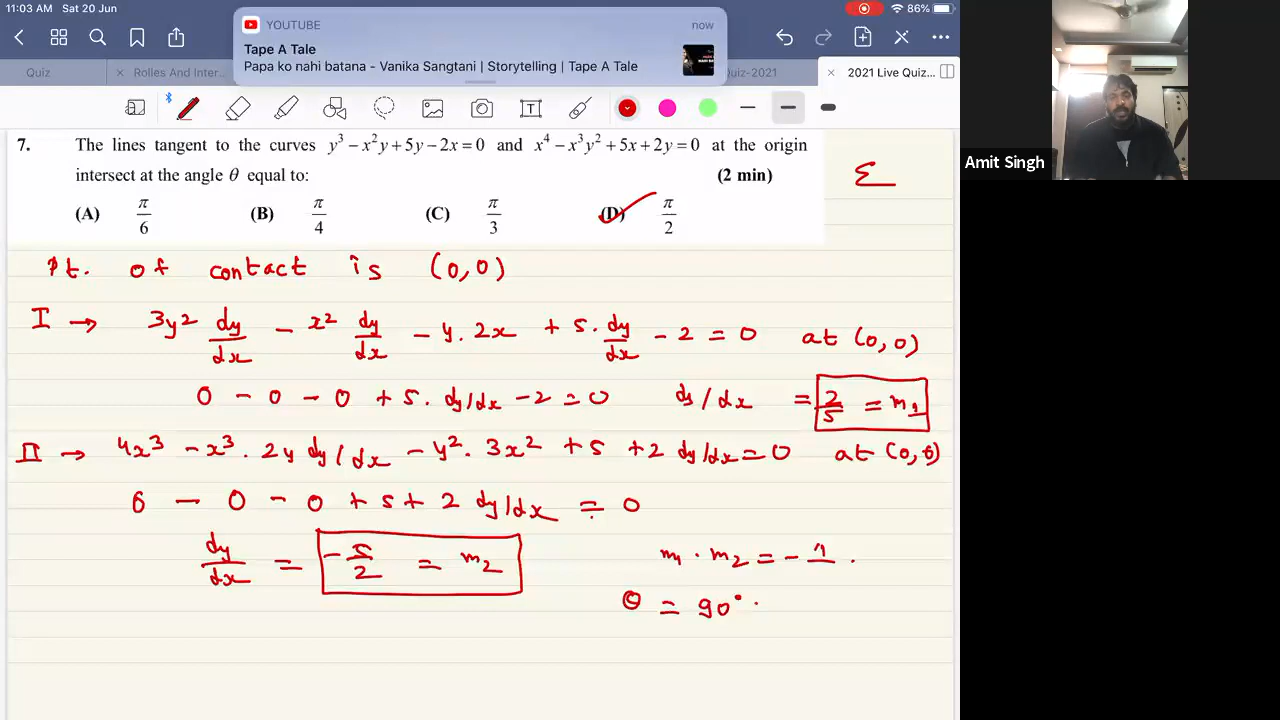 11:03 AM Sat 20 Jun
86%
YOUTUBE now
Tape A Tale
Papa ko nahi batana - Vanika Sangtani | Storytelling | Tape A Tale
Quiz
Rolles And Inter...
Quiz-2021
2021 Live Quiz...
7. The lines tangent to the curves y³ − x²y + 5y − 2x = 0 and x⁴ − x³y² + 5x + 2y = 0 at the origin
intersect at the angle θ equal to: (2 min)
(A) π/6 (B) π/4 (C) π/3 (D) π/2
Σ
Pt. of contact is (0,0)
I → 3y² dy/dx − x² dy/dx − y. 2x + 5. dy/dx − 2 = 0 at (0,0)
0 − 0 − 0 + 5. dy/dx − 2 = 0 dy/dx = 2/5 = m₁
II → 4x³ − x³. 2y dy/dx − y². 3x² + 5 + 2 dy/dx = 0 at (0,0)
0 − 0 − 0 + 5 + 2 dy/dx = 0
dy/dx = −5/2 = m₂ m₁ . m₂ = −1.
θ = 90°.
Amit Singh